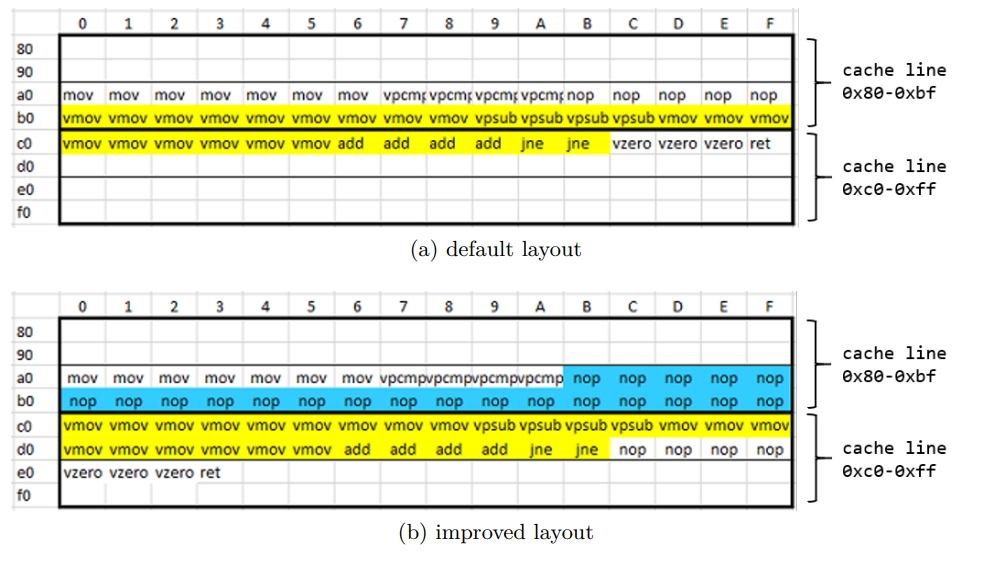 0 1 2 3 4 5 6 7 8 9 A B C D E F
80
90
a0 mov mov mov mov mov mov mov vpcmp vpcmp vpcmp vpcmp nop nop nop nop nop
b0 vmov vmov vmov vmov vmov vmov vmov vmov vmov vpsub vpsub vpsub vpsub vmov vmov vmov
c0 vmov vmov vmov vmov vmov vmov add add add add jne jne vzero vzero vzero ret
d0
e0
f0
cache line
0x80-0xbf
cache line
0xc0-0xff
(a) default layout
0 1 2 3 4 5 6 7 8 9 A B C D E F
80
90
a0 mov mov mov mov mov mov mov vpcmp vpcmp vpcmp vpcmp nop nop nop nop nop
b0 nop nop nop nop nop nop nop nop nop nop nop nop nop nop nop nop
c0 vmov vmov vmov vmov vmov vmov vmov vmov vmov vpsub vpsub vpsub vpsub vmov vmov vmov
d0 vmov vmov vmov vmov vmov vmov add add add add jne jne nop nop nop nop
e0 vzero vzero vzero ret
f0
cache line
0x80-0xbf
cache line
0xc0-0xff
(b) improved layout